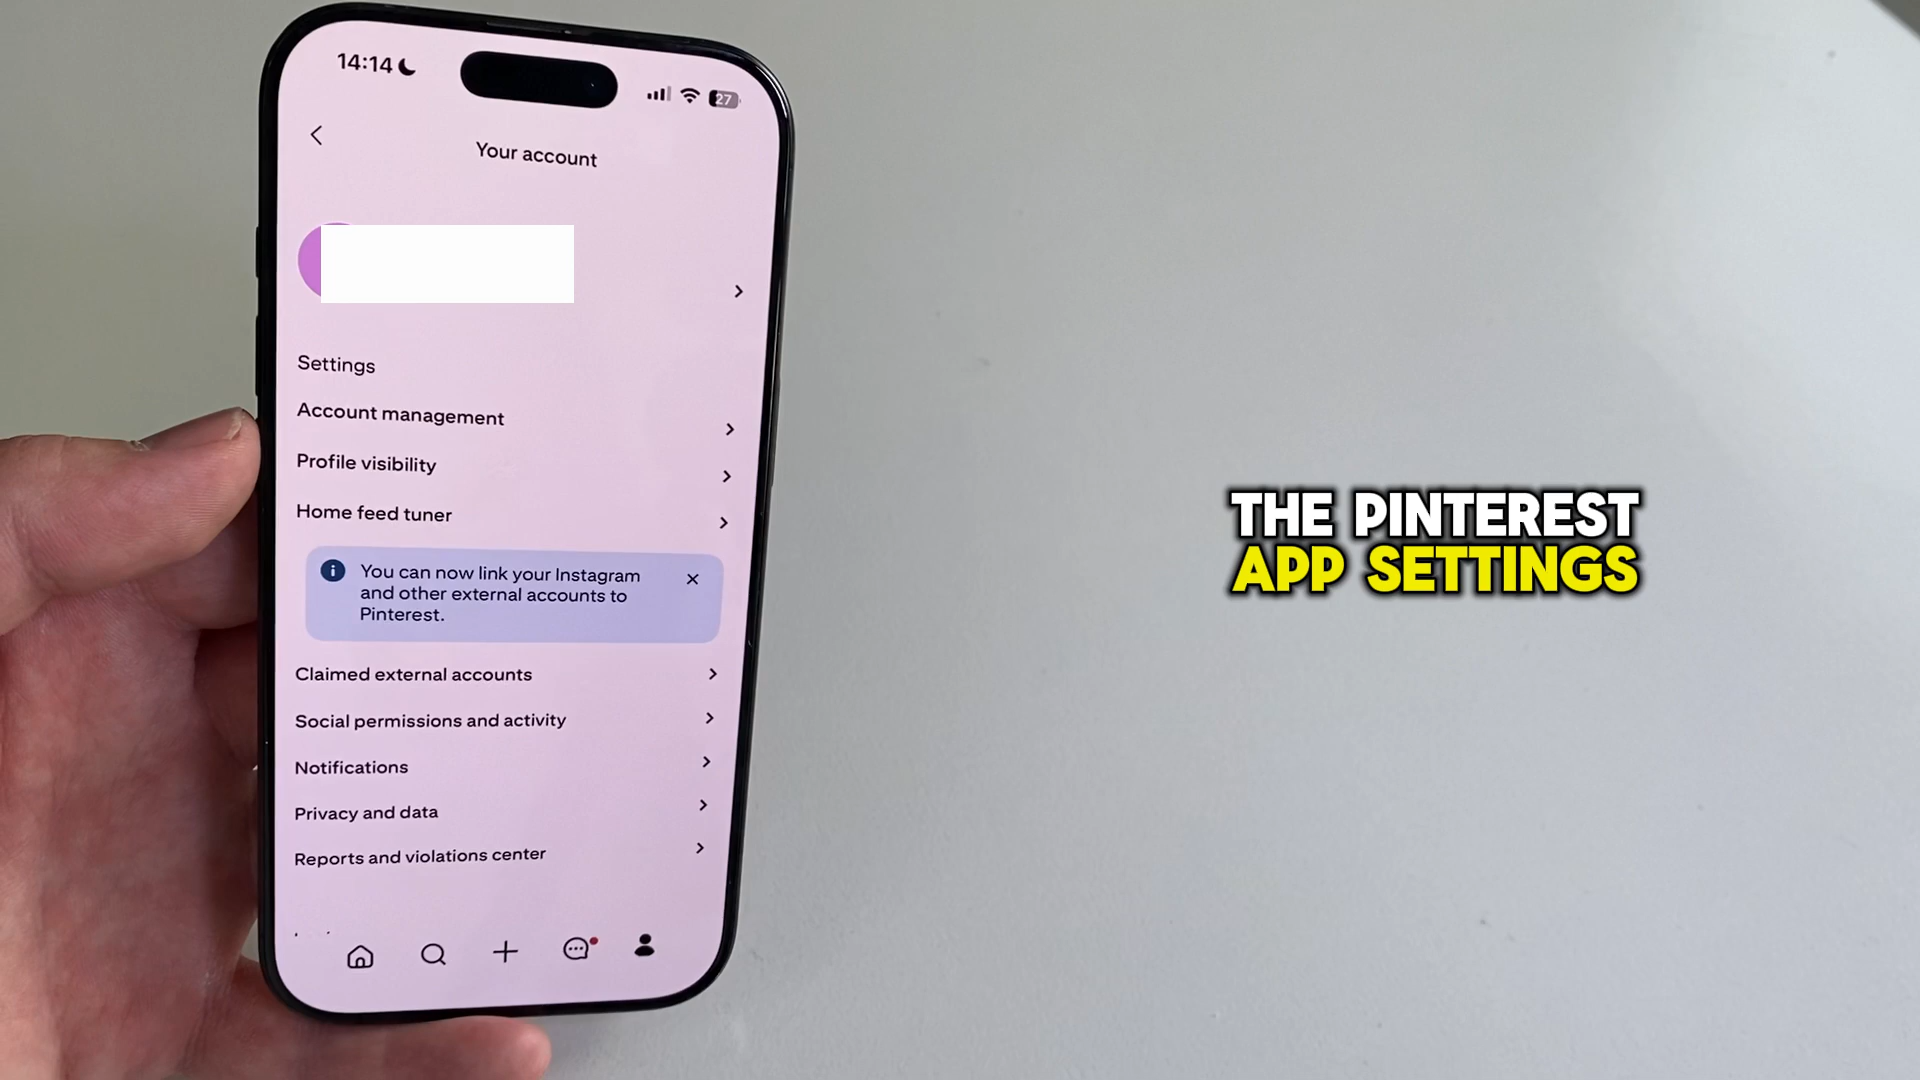 14:14
27
Your account
Settings
Account management
Profile visibility
Home feed tuner
You can now link your Instagram
and other external accounts to
Pinterest.
Claimed external accounts
Social permissions and activity
Notifications
Privacy and data
Reports and violations center
THE PINTEREST
APP SETTINGS